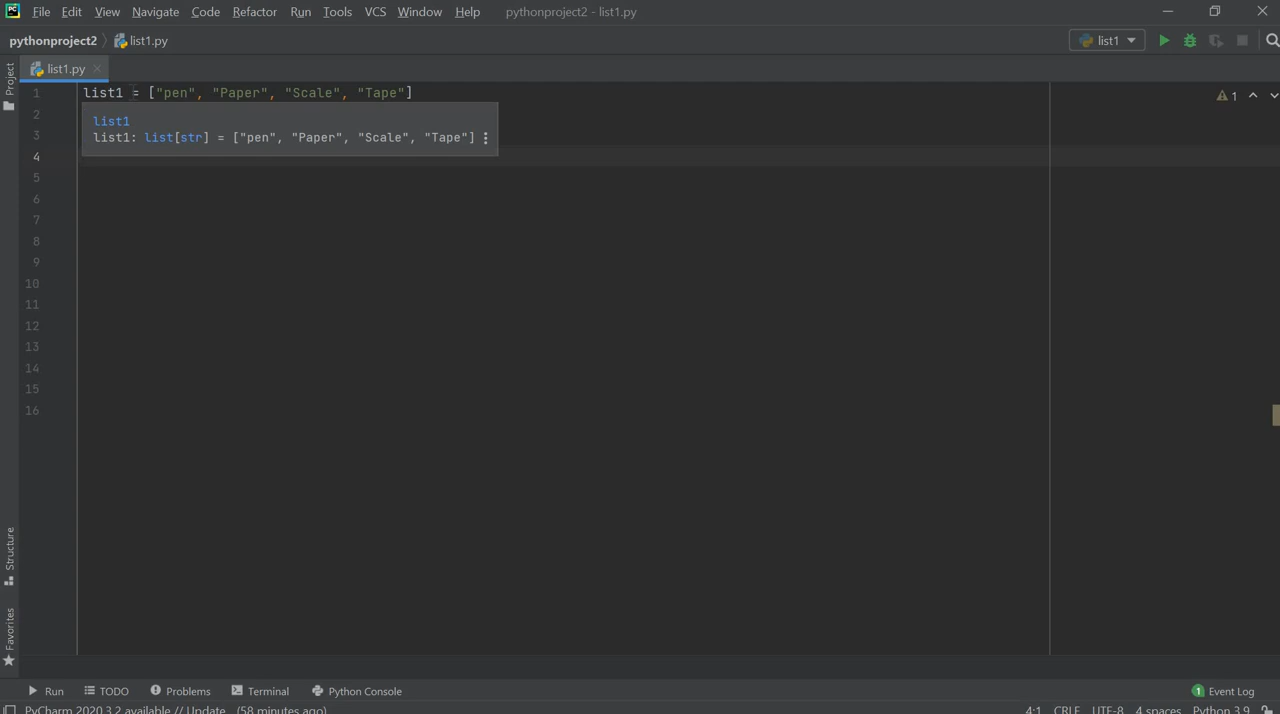 PC File Edit View Navigate Code Refactor Run Tools VCS Window Help pythonproject2 - list1.py
pythonproject2 list1.py list1
Project
list1.py
1 list1 = ["pen", "Paper", "Scale", "Tape"] 1
2 list1
3 list1: list[str] = ["pen", "Paper", "Scale", "Tape"]
4
5
6
7
8
9
10
11
12
13
14
15
16
Structure
Favorites
Run TODO Problems Terminal Python Console 1 Event Log
PyCharm 2020.3.2 available // Update... (58 minutes ago) 4:1 CRLF UTF-8 4 spaces Python 3.9